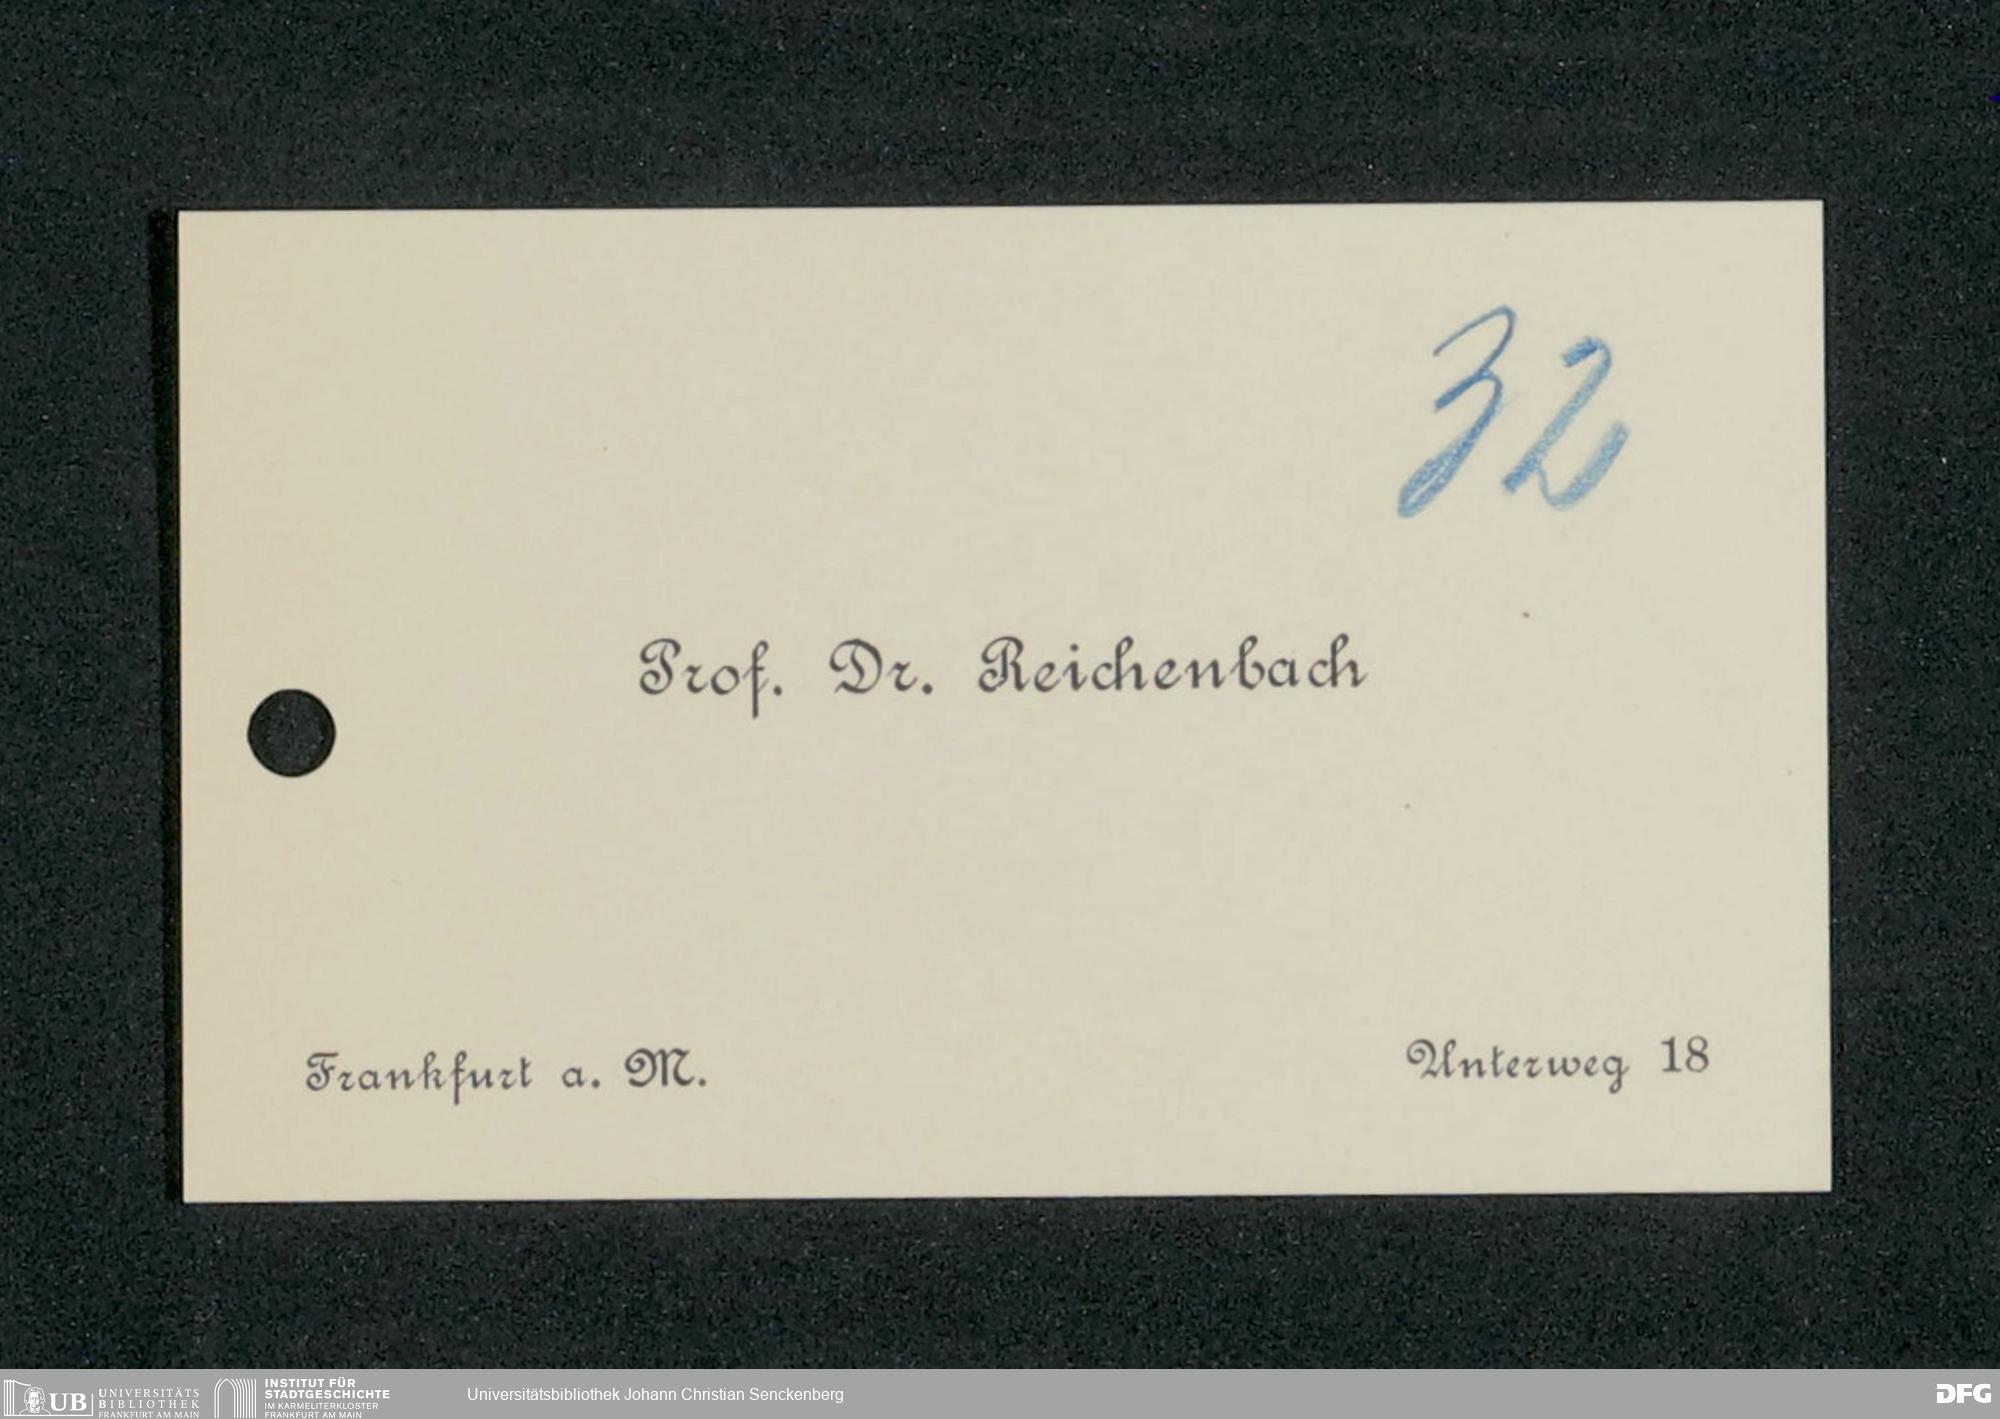 32
Prof. Dr. Reichenbach
Frankfurt a. M.
Unterweg 18
UB
UNIVERSITÄTS
BIBLIOTHEK
FRANKFURT AM MAIN
INSTITUT FÜR
STADTGESCHICHTE
IM KARMELITERKLOSTER
FRANKFURT AM MAIN
Universitätsbibliothek Johann Christian Senckenberg
DFG